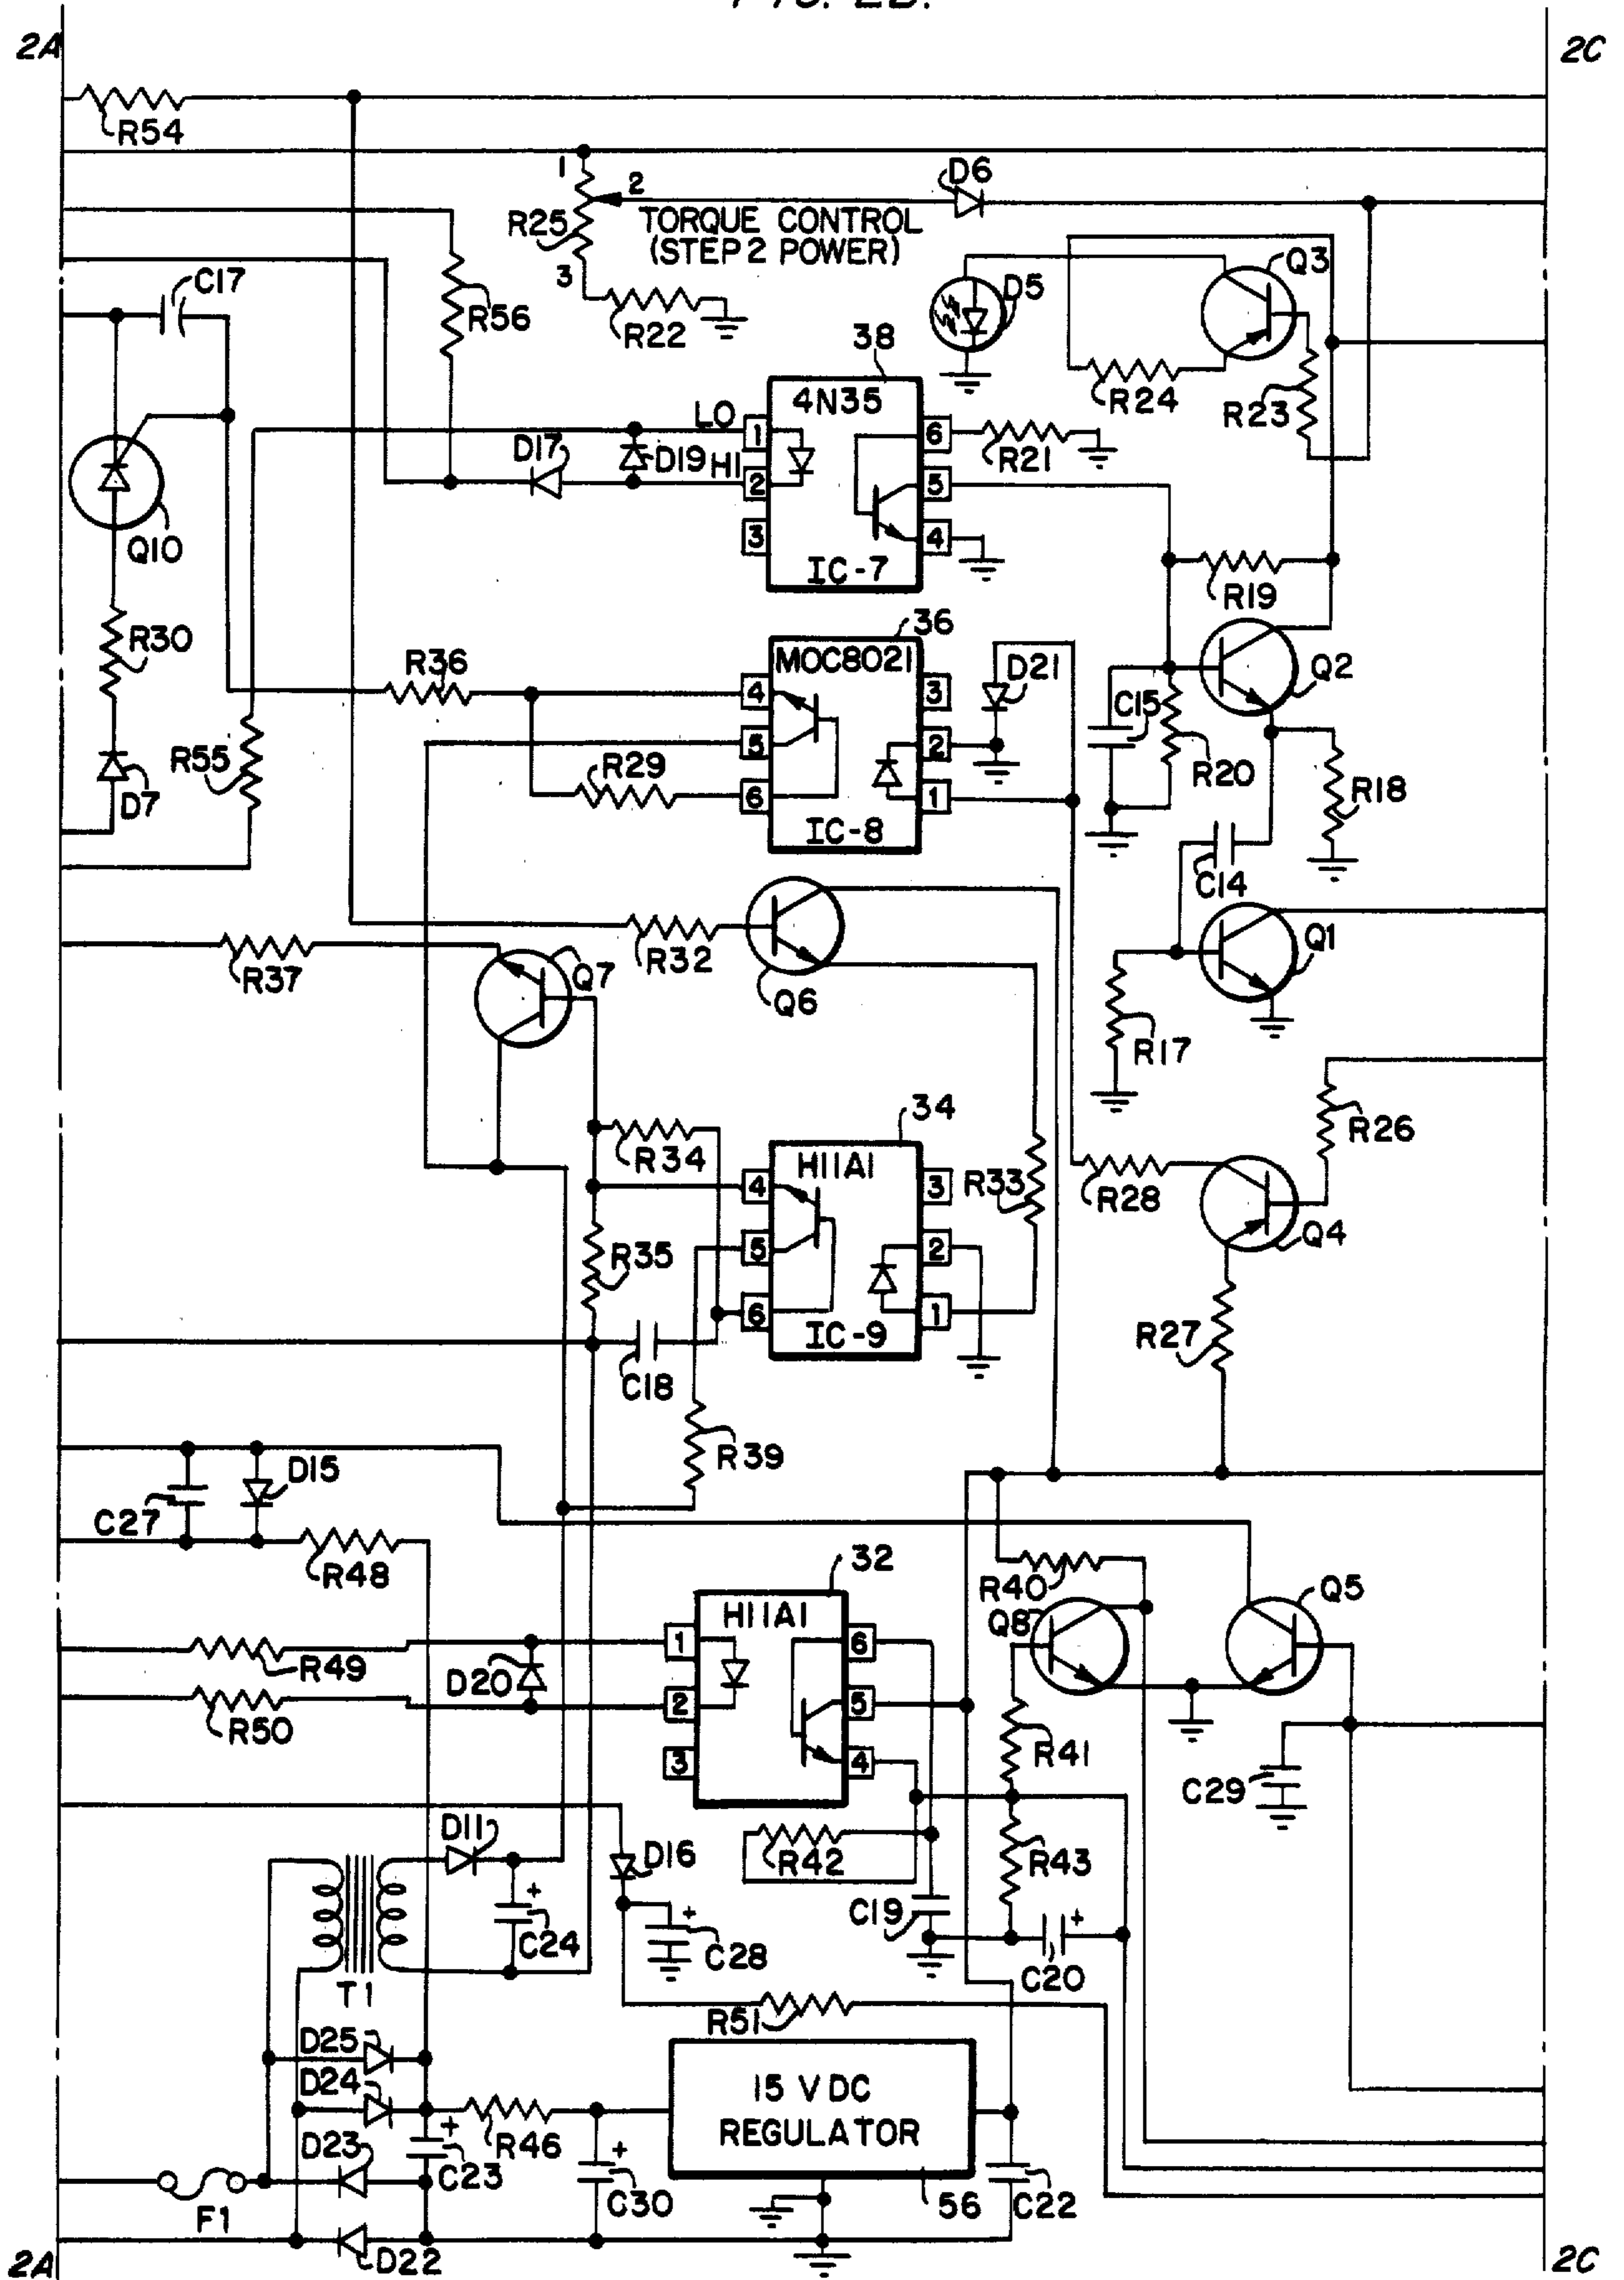 FIG. 2B.
2A
2C
R54
1
2
D6
R25
TORQUE CONTROL
(STEP 2 POWER)
Q3
C17
3
D5
R56
R22
38
R24
R23
4N35
LO
1
6
R21
D17
D19
HI
2
5
Q10
3
4
IC-7
R19
36
R30
R36
MOC8021
D21
Q2
4
3
C15
R55
5
2
R20
R29
D7
6
1
R18
IC-8
C14
R37
R32
Q1
Q7
Q6
R17
34
R26
R34
H11A1
4
3
R33
R28
R35
5
2
Q4
6
1
R27
IC-9
C18
R39
D15
C27
R48
32
R40
Q5
H11A1
Q8
1
6
R49
D20
2
5
R50
R41
3
4
C29
D11
R42
R43
D16
C19
C24
C28
C20
T1
R51
D25
D24
15 VDC
REGULATOR
D23
R46
C23
C30
56
C22
F1
D22
2A
2C